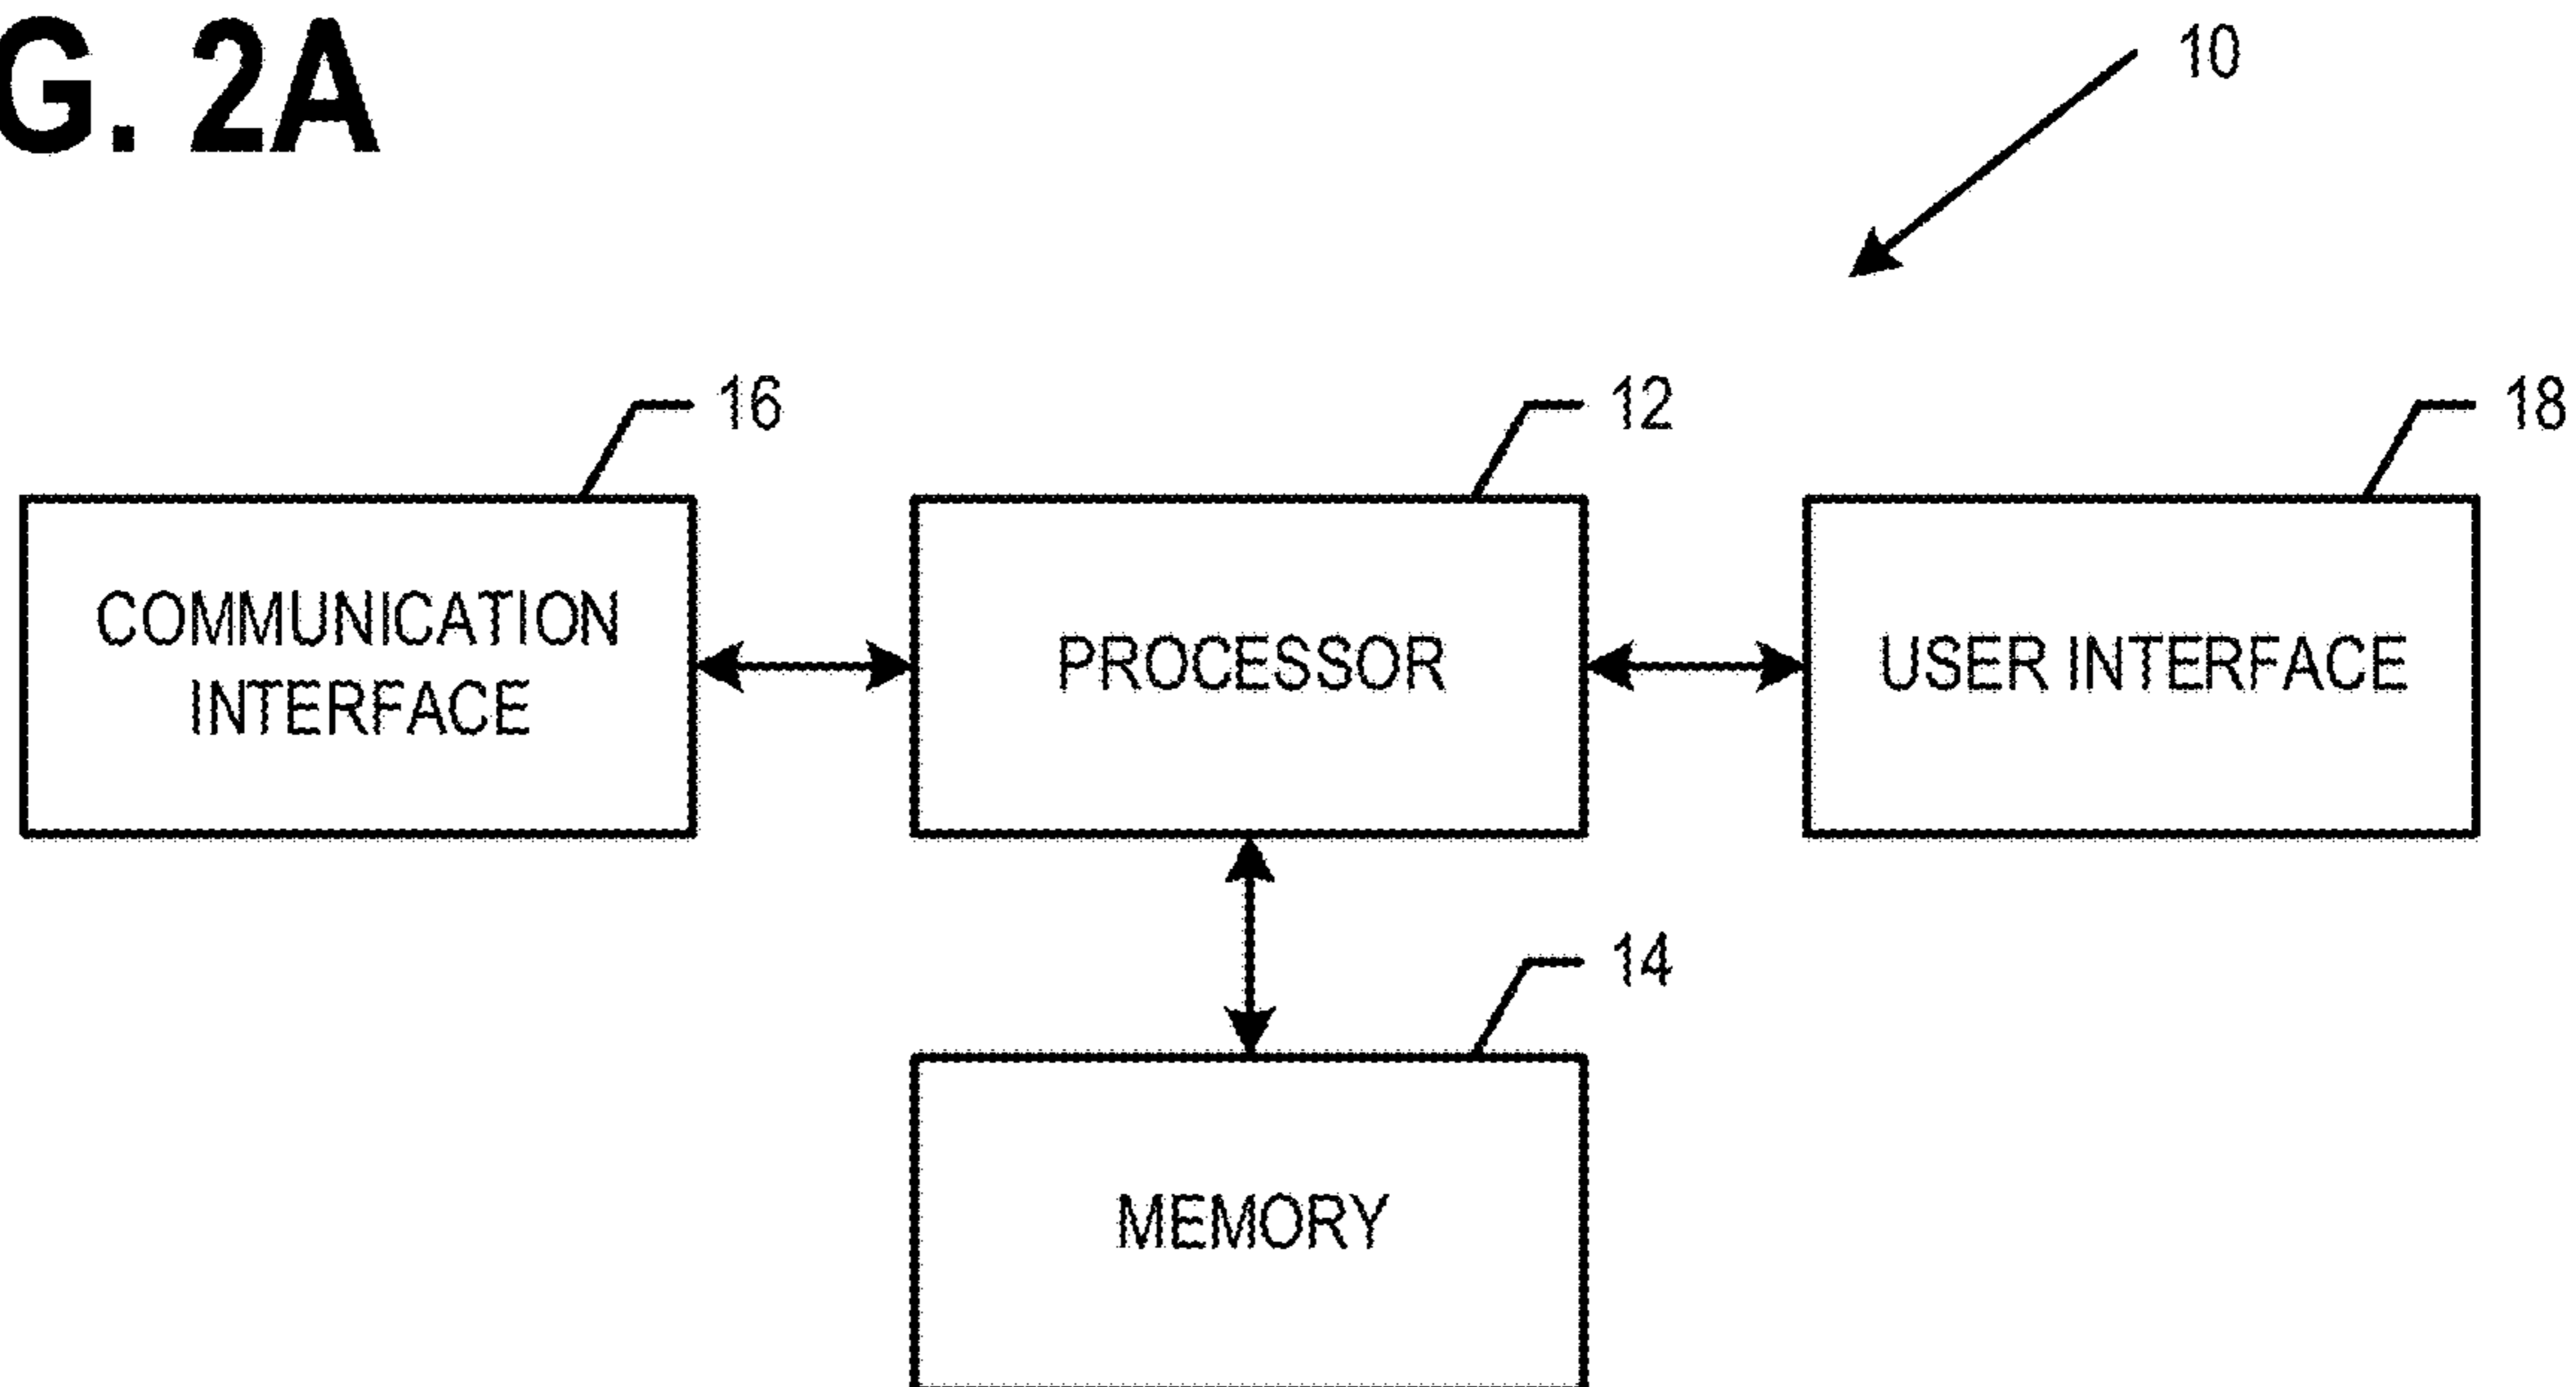 G. 2A
10
16
12
18
COMMUNICATION
INTERFACE
PROCESSOR
USER INTERFACE
14
MEMORY